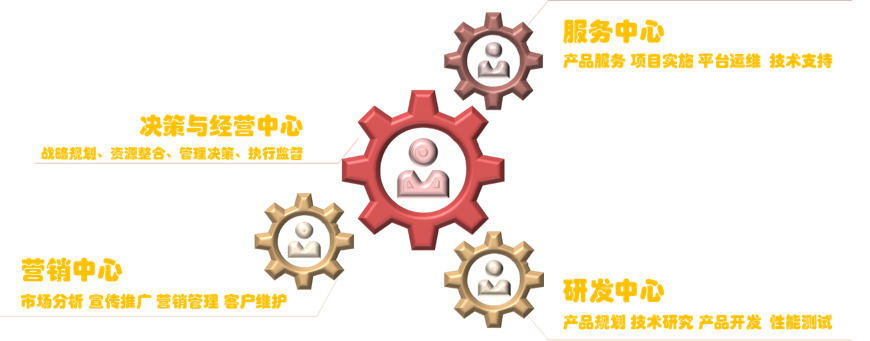 服务中心
产品服务 项目实施 平台运维 技术支持
决策与经营中心
战略规划、资源整合、管理决策、执行监督
营销中心
市场分析 宣传推广 营销管理 客户维护
研发中心
产品规划 技术研究 产品开发 性能测试